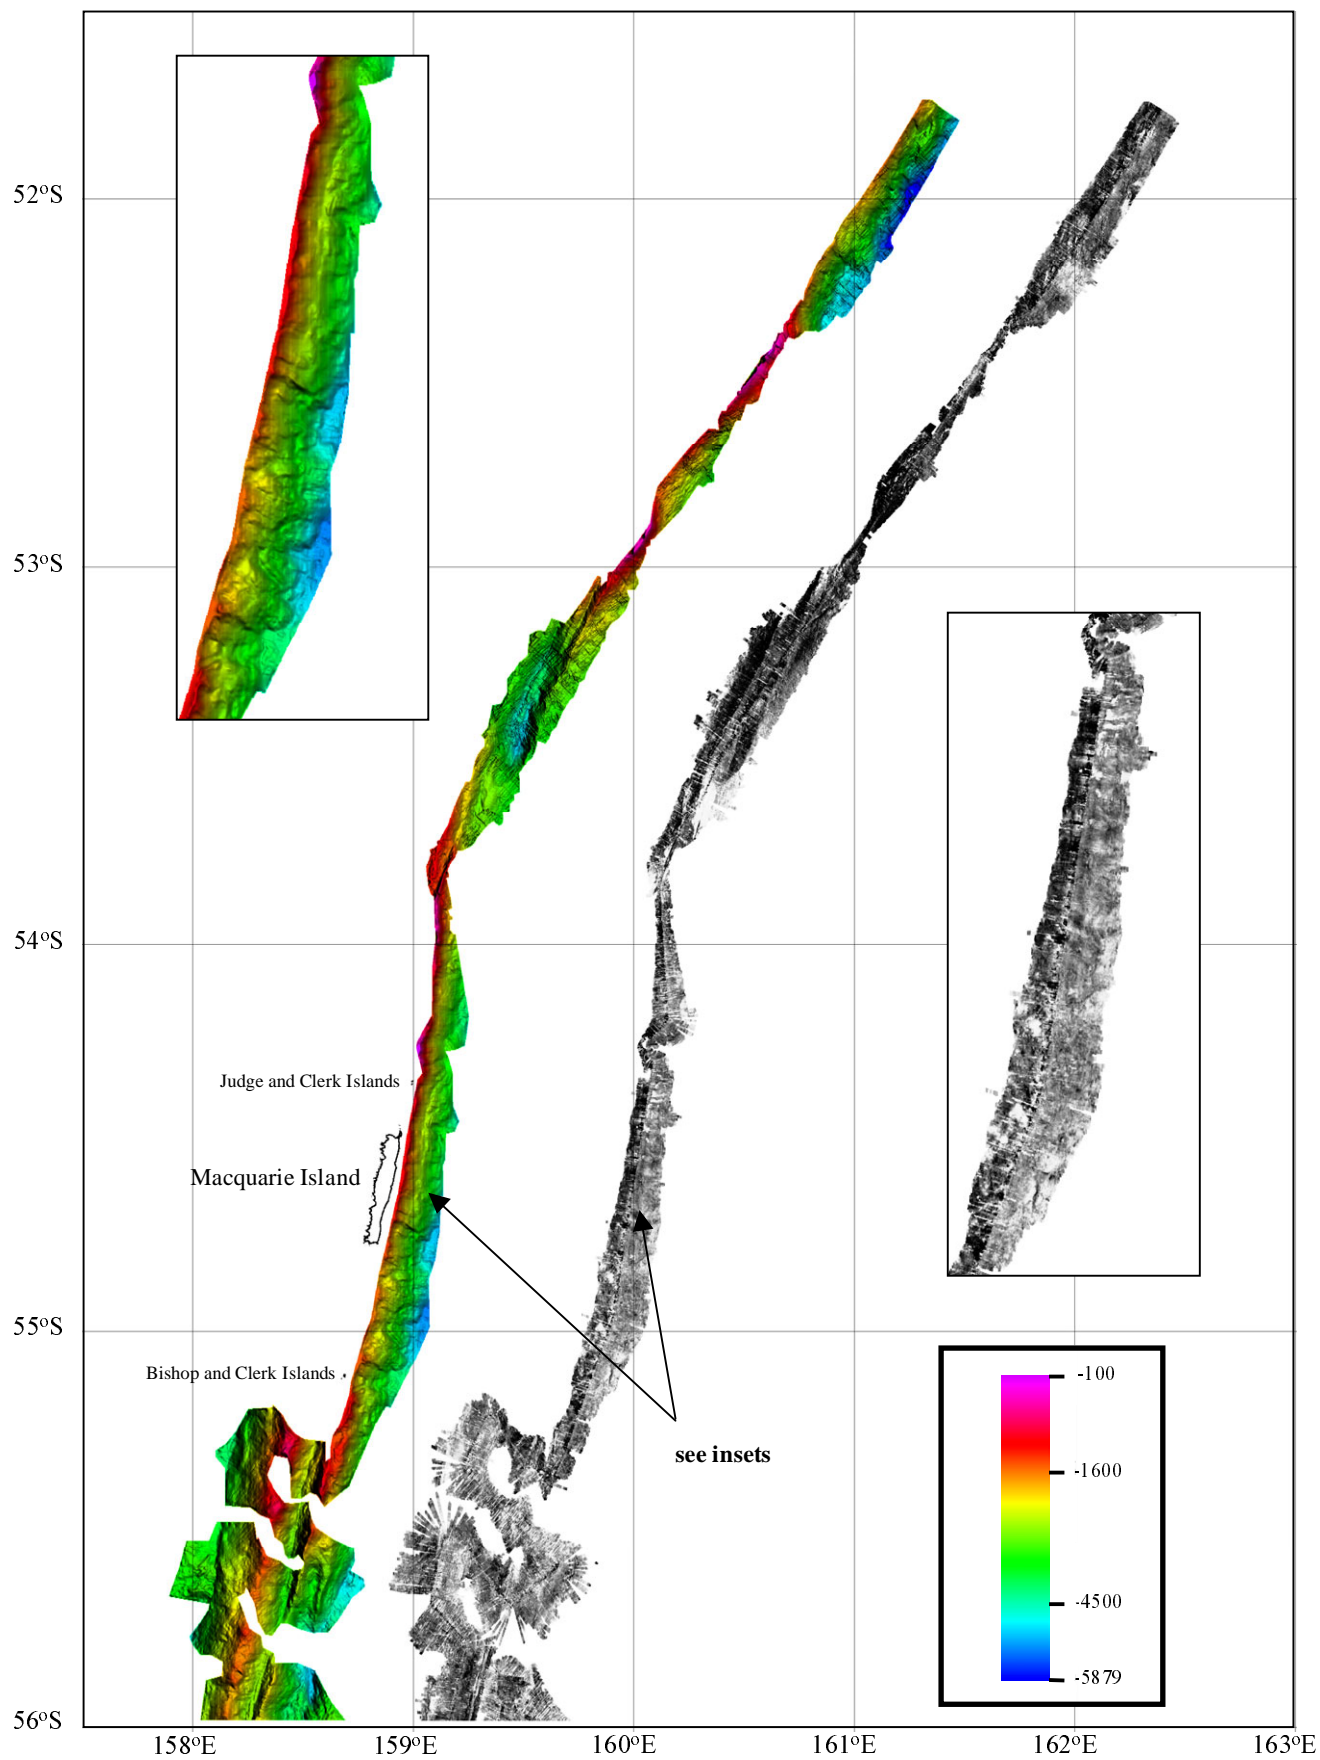 52°S
53°S
54°S
Judge and Clerk Islands
Macquarie Island
55°S
Bishop and Clerk Islands
see insets
-100
-1600
-4500
-5879
56°S
158°E 159°E 160°E 161°E 162°E 163°E